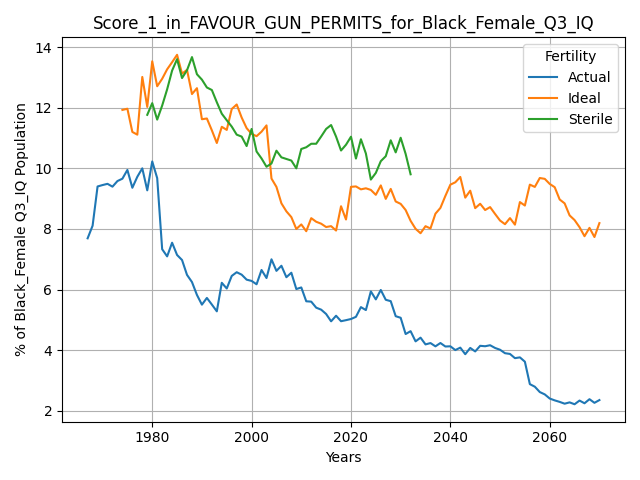 Score_1_in_FAVOUR_GUN_PERMITS_for_Black_Female_Q3_IQ
Fertility
Actual
Ideal
Sterile
% of Black_Female Q3_IQ Population
14
12
10
8
6
4
2
1980 2000 2020 2040 2060
Years